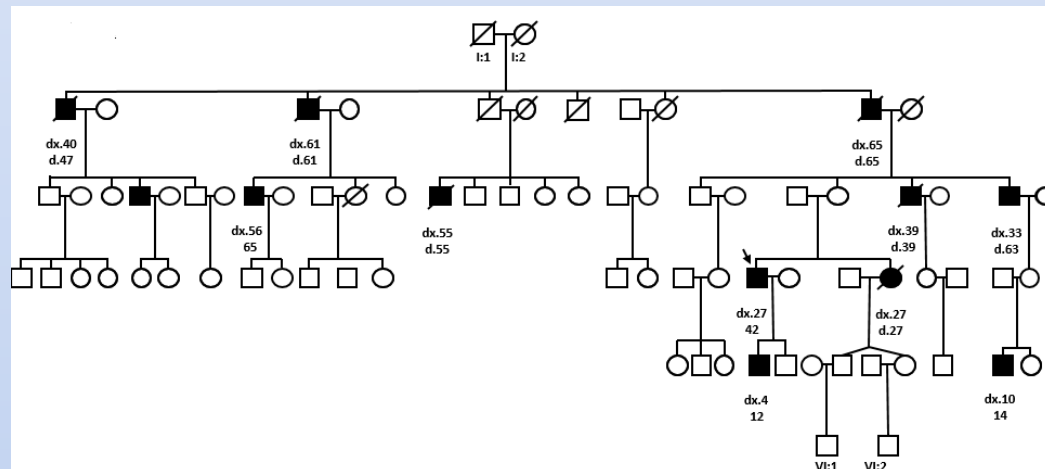 I:1 I:2
dx.40
d.47
dx.61
d.61
dx.65
d.65
dx.56
65
dx.55
d.55
dx.39
d.39
dx.33
d.63
dx.27
42
dx.27
d.27
dx.4
12
dx.10
14
VI:1 VI:2